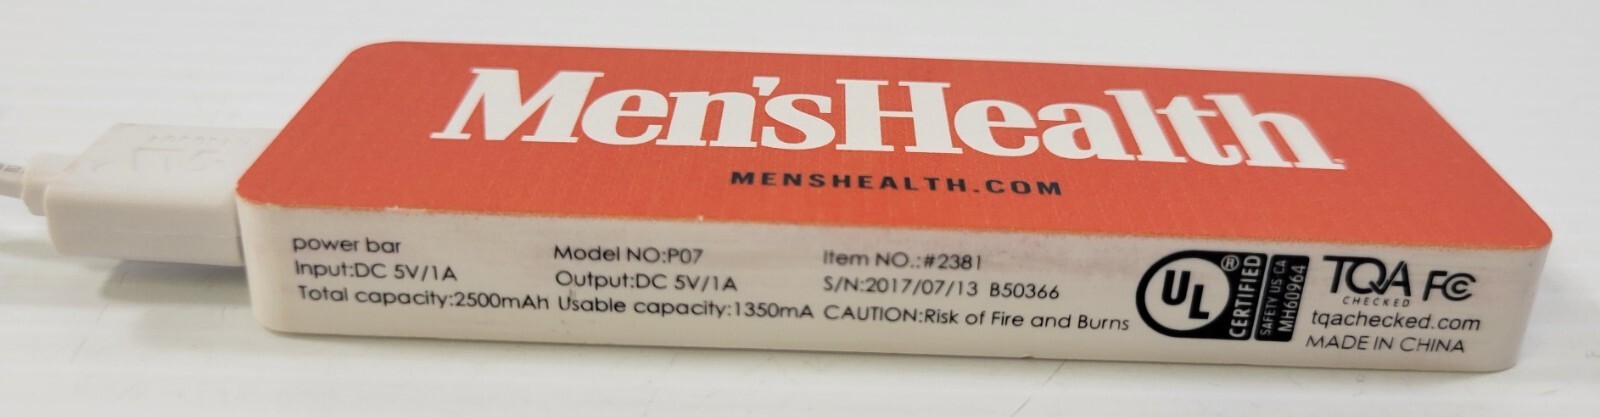 Men'sHealth
MENSHEALTH.COM
power bar
Input:DC 5V/1A
Total capacity:2500mAh
Model NO:P07
Output:DC 5V/1A
Usable capacity:1350mA
Item NO.:#2381
S/N:2017/07/13 B50366
CAUTION:Risk of Fire and Burns
UL ®
CERTIFIED
SAFETY US CA
MH60964
TQA
CHECKED
FC
tqachecked.com
MADE IN CHINA